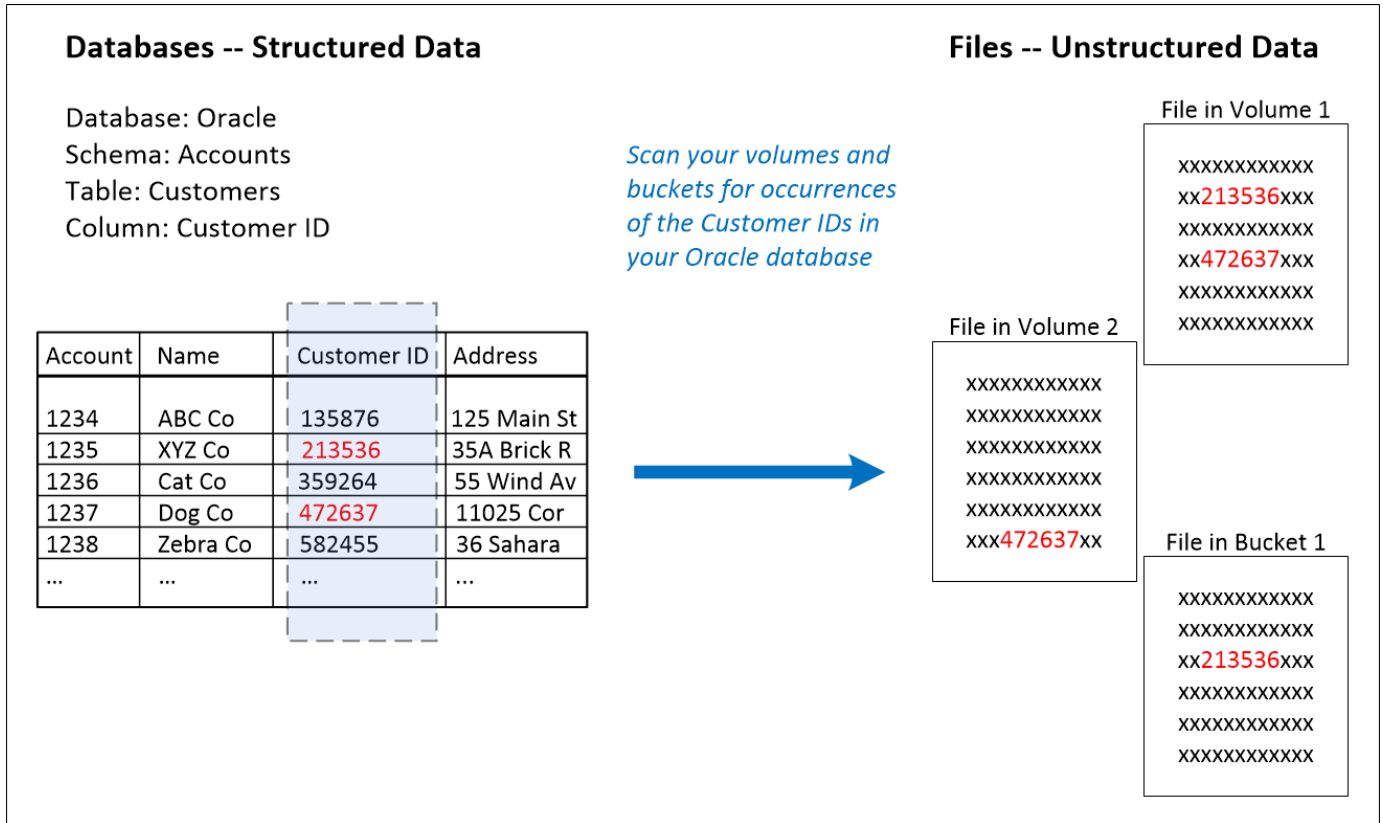 Databases -- Structured Data
Database: Oracle
Schema: Accounts
Table: Customers
Column: Customer ID
Account Name Customer ID Address
1234 ABC Co 135876 125 Main St
1235 XYZ Co 213536 35A Brick R
1236 Cat Co 359264 55 Wind Av
1237 Dog Co 472637 11025 Cor
1238 Zebra Co 582455 36 Sahara
... ... ... ...
Scan your volumes and
buckets for occurrences
of the Customer IDs in
your Oracle database
Files -- Unstructured Data
File in Volume 1
xxxxxxxxxxxx
xx213536xxx
xxxxxxxxxxxx
xx472637xxx
xxxxxxxxxxxx
xxxxxxxxxxxx
File in Volume 2
xxxxxxxxxxxx
xxxxxxxxxxxx
xxxxxxxxxxxx
xxxxxxxxxxxx
xxxxxxxxxxxx
xxx472637xx
File in Bucket 1
xxxxxxxxxxxx
xxxxxxxxxxxx
xx213536xxx
xxxxxxxxxxxx
xxxxxxxxxxxx
xxxxxxxxxxxx